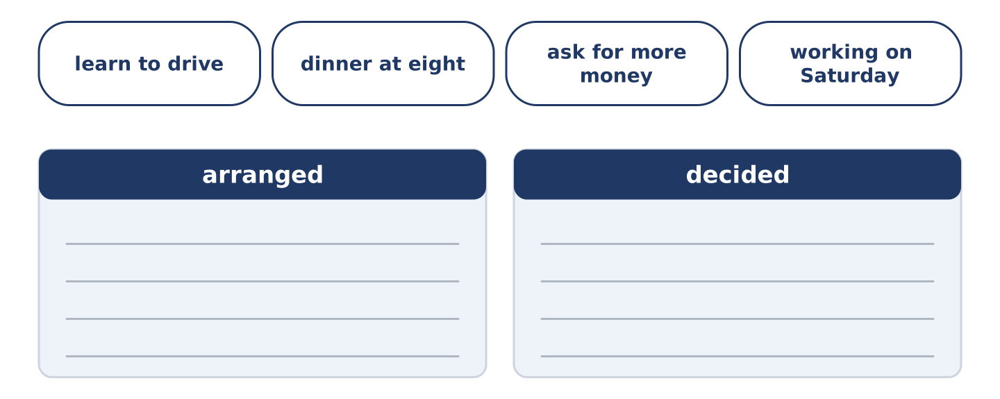 learn to drive
dinner at eight
ask for more
money
working on
Saturday
arranged
decided